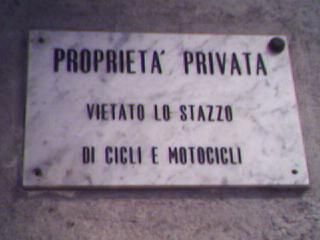 PROPRIETA' PRIVATA
VIETATO LO STAZZO
DI CICLI E MOTOCICLI